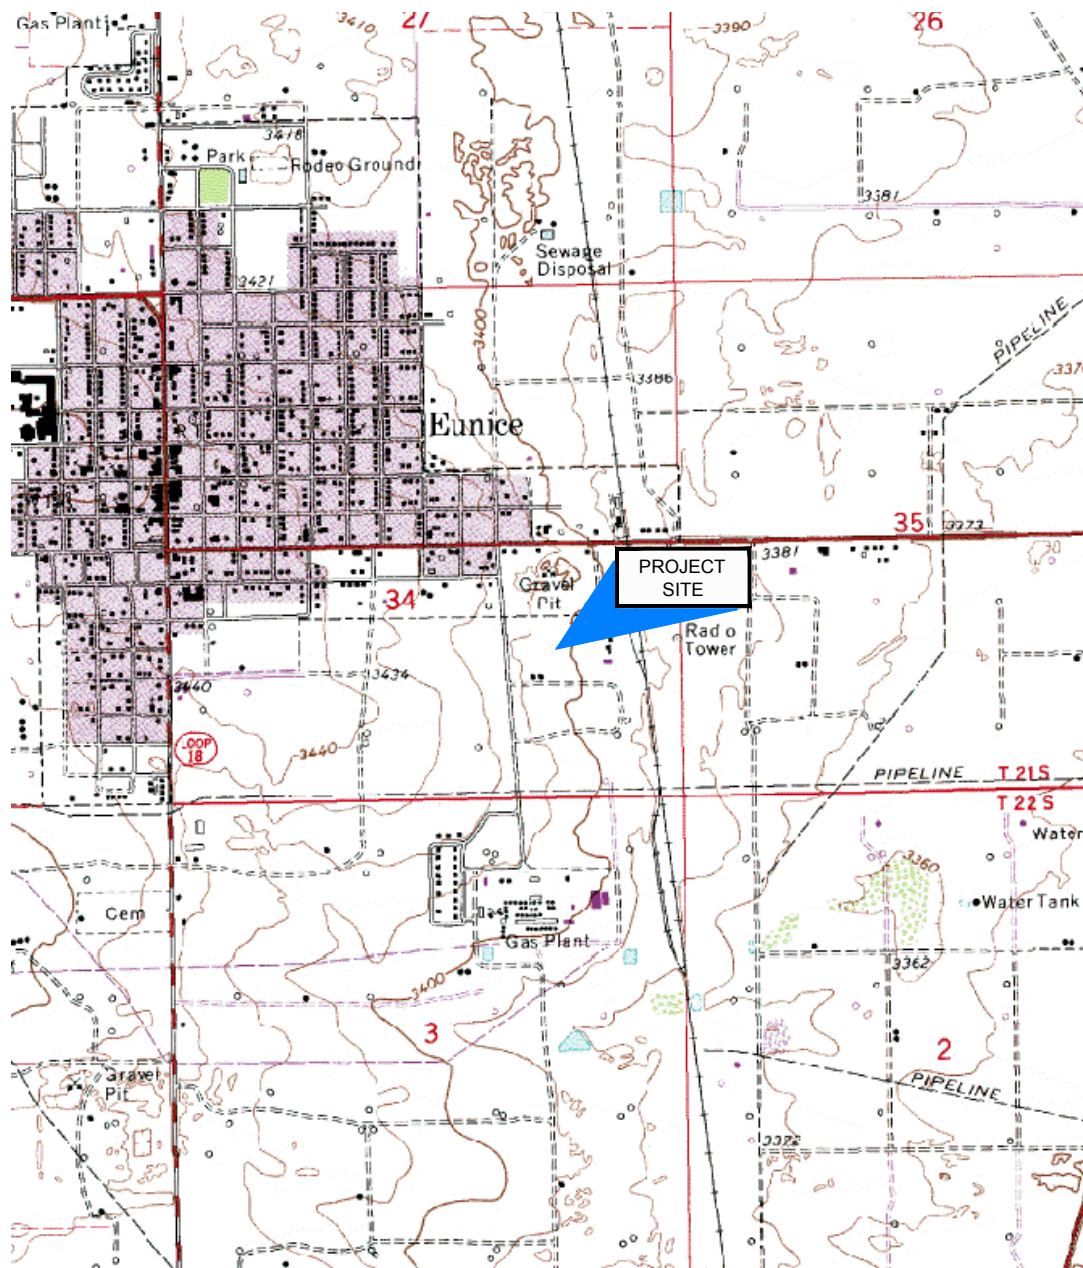 Gas Plant
27
3410
3390
26
3418
Park
Rodeo Ground
3381
Sewage
Disposal
3421
3400
PIPELINE
3386
3370
Eunice
35
3373
3381
PROJECT
SITE
Gravel
Pit
34
Rad o
Tower
3434
3440
LOOP
18
3440
PIPELINE
T 21S
T 22 S
Water
3360
Cem
Water Tank
Gas Plant
3362
3400
3
2
Gravel
Pit
PIPELINE
3372